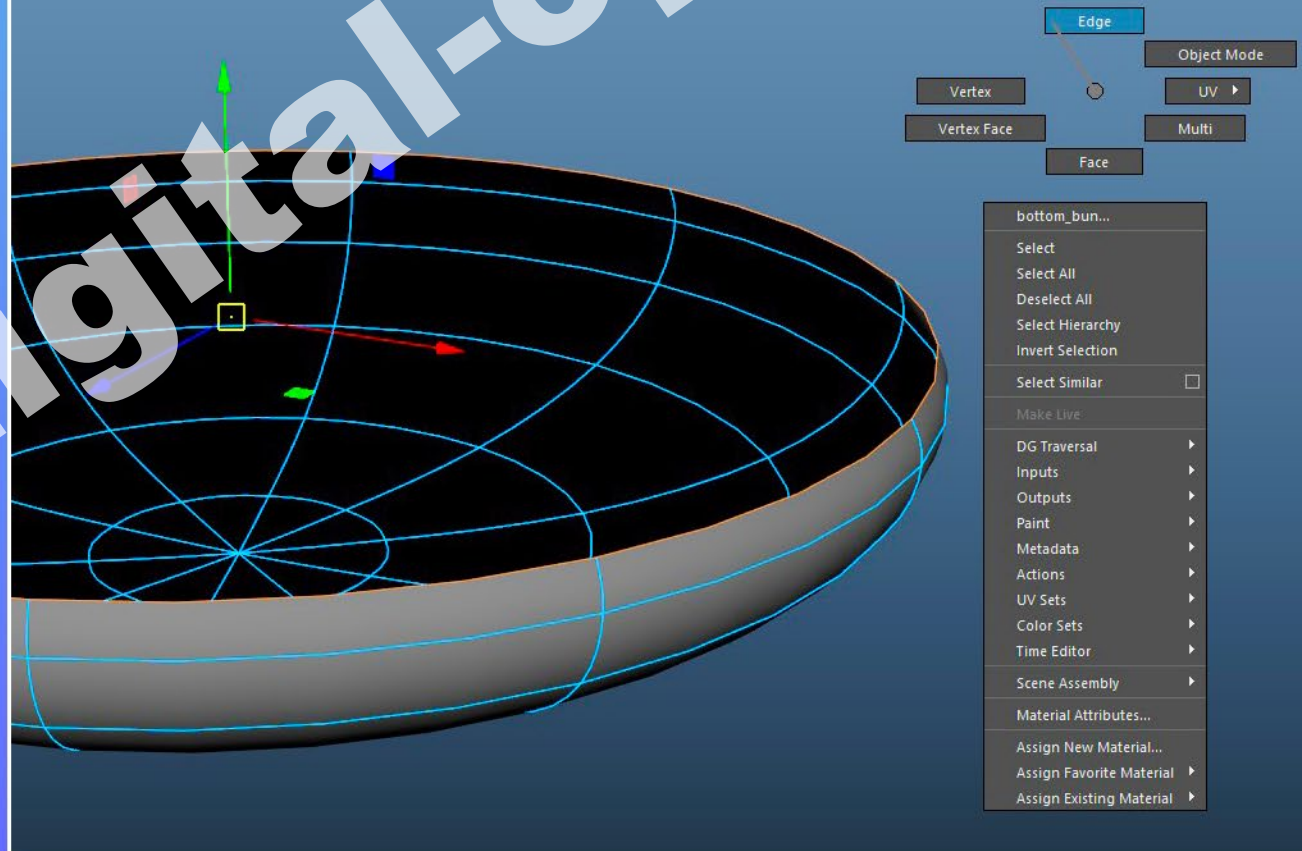 Edge
Object Mode
Vertex
UV
Vertex Face
Multi
Face
bottom_bun...
Select
Select All
Deselect All
Select Hierarchy
Invert Selection
Select Similar
Make Live
DG Traversal
Inputs
Outputs
Paint
Metadata
Actions
UV Sets
Color Sets
Time Editor
Scene Assembly
Material Attributes...
Assign New Material...
Assign Favorite Material
Assign Existing Material